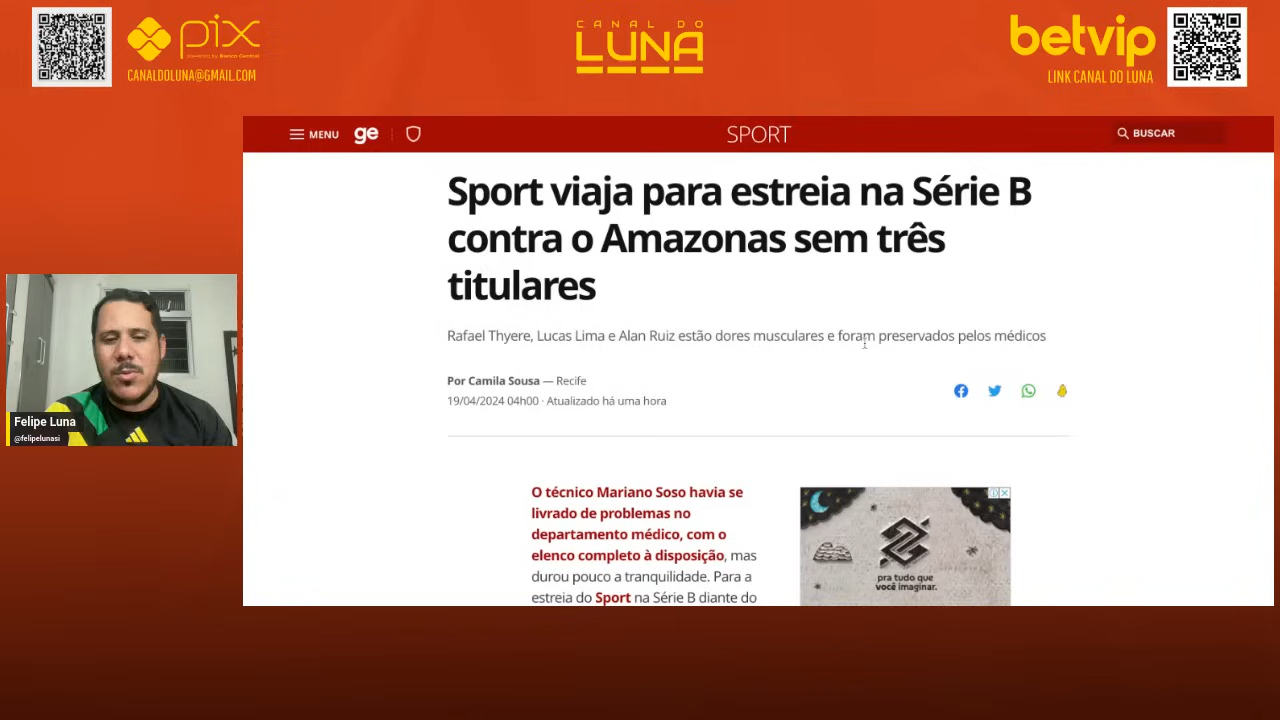 pix
powered by Banco Central
CANALDOLUNA@GMAIL.COM
CANAL DO
LUNA
betvip
LINK CANAL DO LUNA
MENU
ge
SPORT
BUSCAR
Sport viaja para estreia na Série B
contra o Amazonas sem três
titulares
Rafael Thyere, Lucas Lima e Alan Ruiz estão dores musculares e foram preservados pelos médicos
Por Camila Sousa — Recife
19/04/2024 04h00 · Atualizado há uma hora
Felipe Luna
@felipelunasi
O técnico Mariano Soso havia se
livrado de problemas no
departamento médico, com o
elenco completo à disposição, mas
durou pouco a tranquilidade. Para a
estreia do Sport na Série B diante do
pra tudo que
você imaginar.